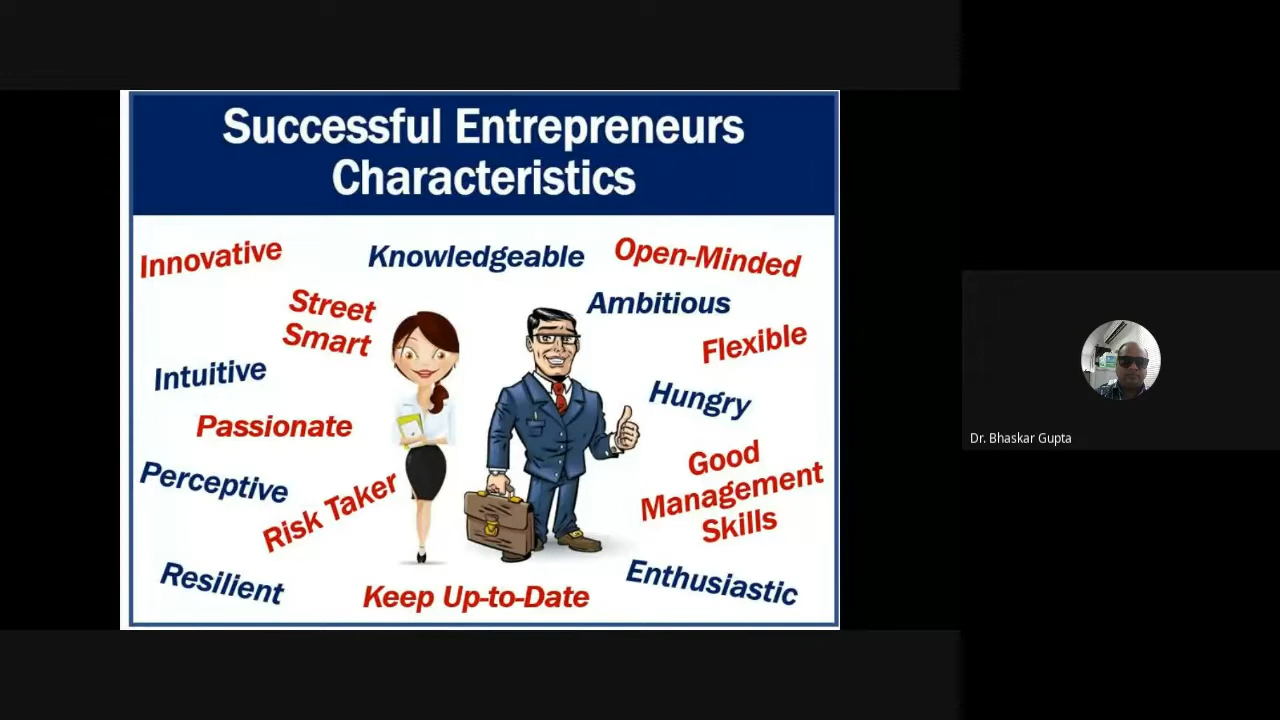 Successful Entrepreneurs
Characteristics
Innovative
Knowledgeable
Open-Minded
Street
Smart
Ambitious
Flexible
Intuitive
Hungry
Passionate
Good
Management
Skills
Perceptive
Risk Taker
Resilient
Keep Up-to-Date
Enthusiastic
Dr. Bhaskar Gupta